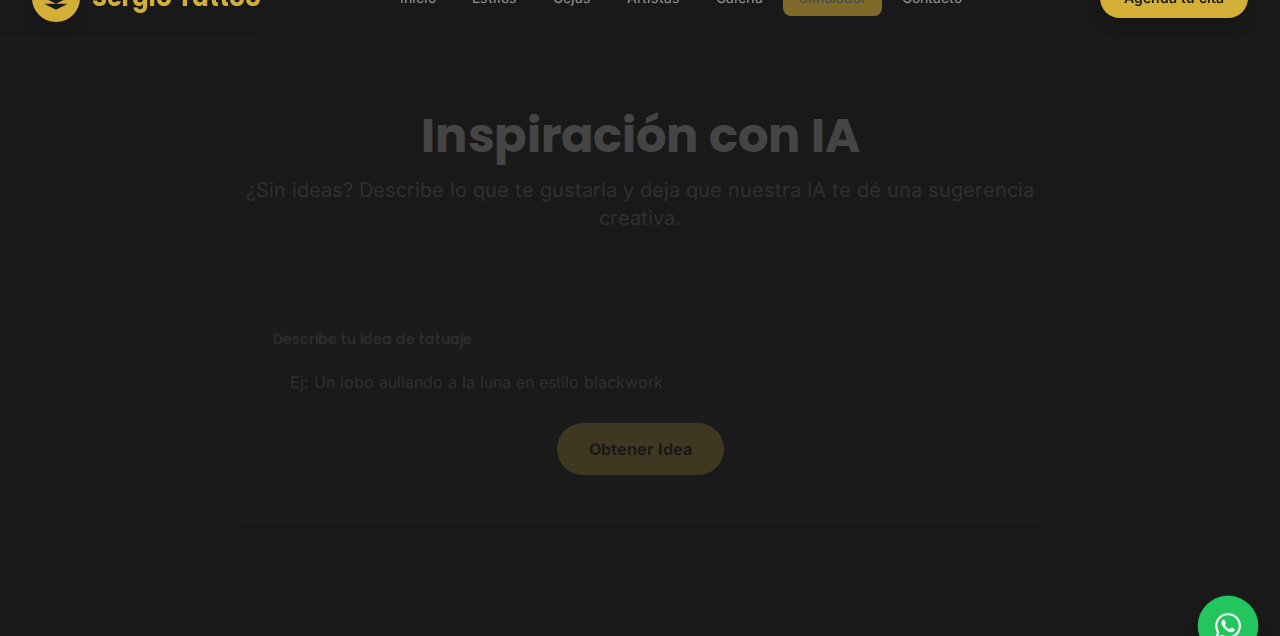 Sergio Tattoo
Inicio
Estilos
Cejas
Artistas
Galería
Simulador
Contacto
Agenda tu cita
Inspiración con IA
¿Sin ideas? Describe lo que te gustaría y deja que nuestra IA te dé una sugerencia
creativa.
Describe tu idea de tatuaje
Ej: Un lobo aullando a la luna en estilo blackwork
Obtener Idea